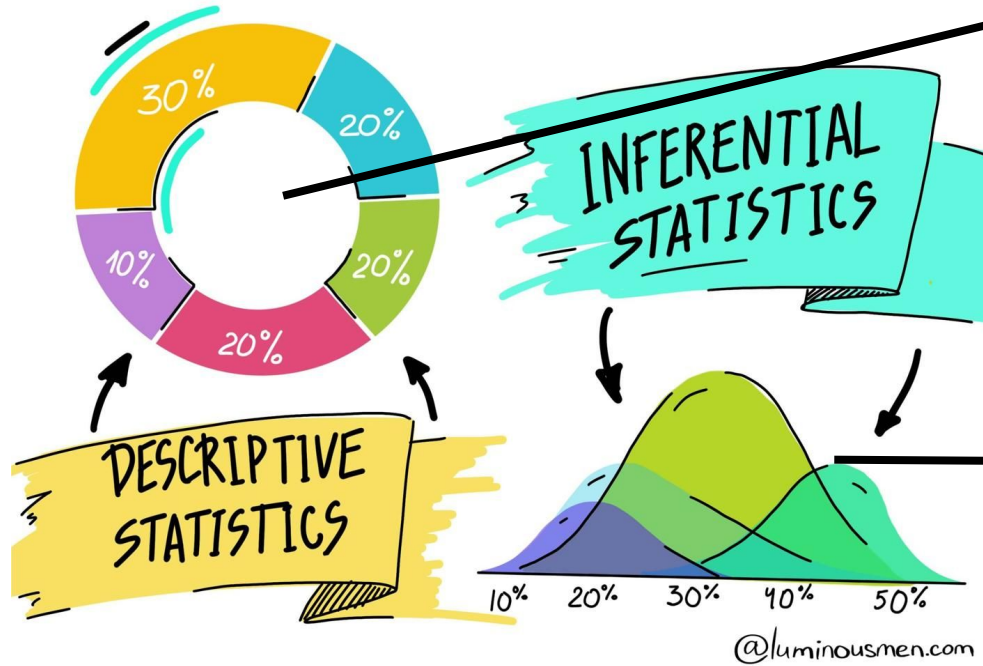 30%
20%
20%
20%
10%
INFERENTIAL
STATISTICS
DESCRIPTIVE
STATISTICS
10% 20% 30% 40% 50%
@luminousmen.com